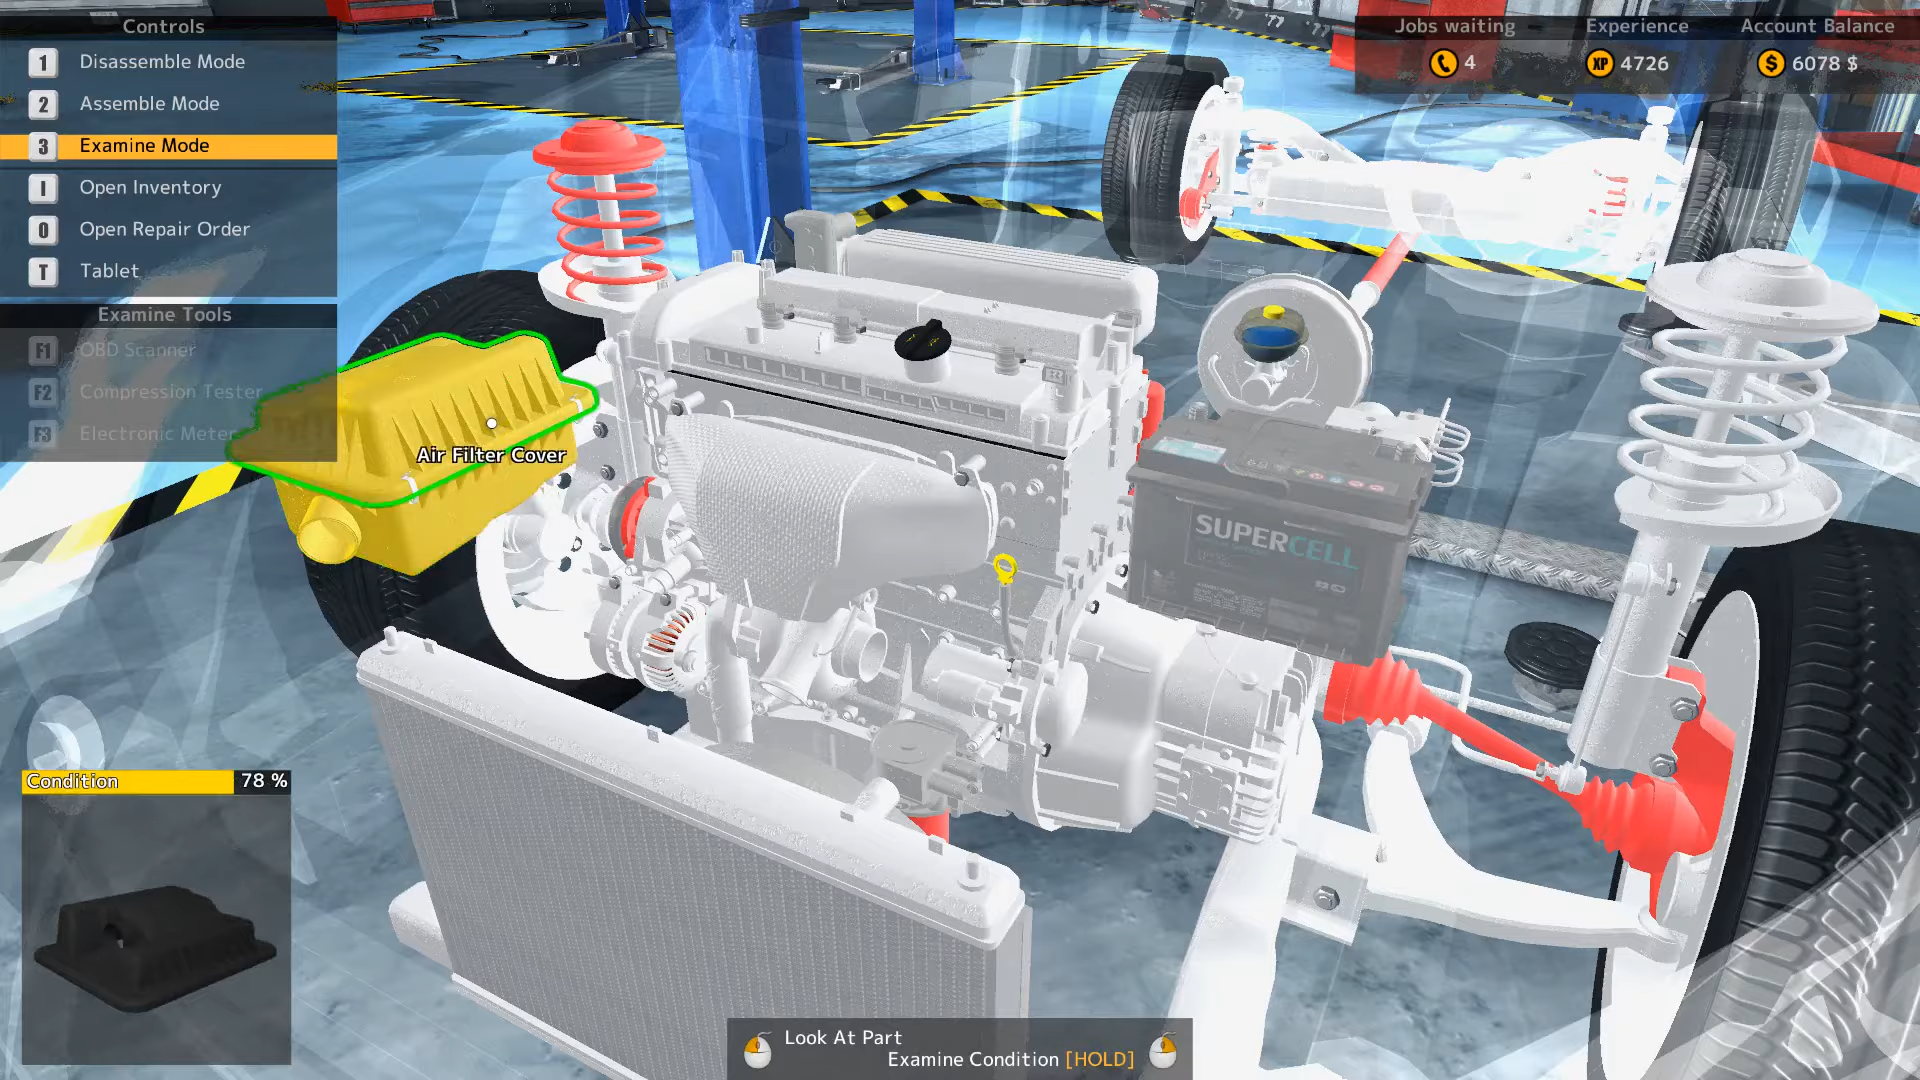 Controls
1 Disassemble Mode
2 Assemble Mode
3 Examine Mode
I Open Inventory
O Open Repair Order
T Tablet
Examine Tools
F1 OBD Scanner
F2 Compression Tester
F3 Electronic Meter
Jobs waiting Experience Account Balance
4 XP 4726 $ 6078 $
Air Filter Cover
SUPERCELL
Condition 78 %
Look At Part
Examine Condition [HOLD]